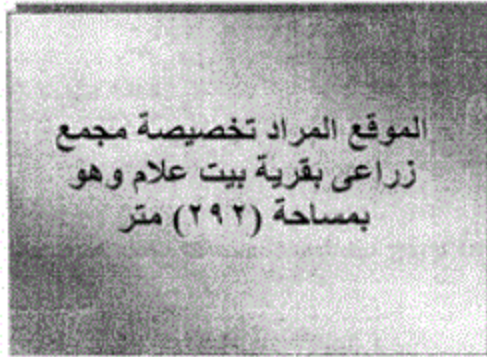 الموقع المراد تخصيصة مجمع
زراعى بقرية بيت علام وهو
بمساحة (٢٩٢) متر